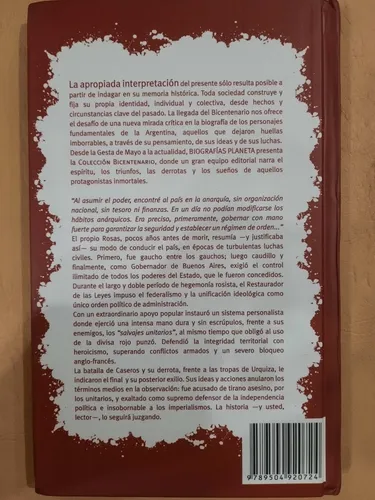 La apropiada interpretación del presente sólo resulta posible a
partir de indagar en su memoria histórica. Toda sociedad construye y
fija su propia identidad, individual y colectiva, desde hechos y
circunstancias clave del pasado. La llegada del Bicentenario nos ofrece
el desafío de una nueva mirada crítica en la biografía de los personajes
fundamentales de la Argentina, aquellos que dejaron huellas
imborrables, a través de su pensamiento, de sus ideas y de sus luchas.
Desde la Gesta de Mayo a la actualidad, BIOGRAFÍAS PLANETA presenta
la COLECCIÓN BICENTENARIO, donde un gran equipo editorial narra el
espíritu, los triunfos, las derrotas y los sueños de aquellos
protagonistas inmortales.
"Al asumir el poder, encontré al país en la anarquía, sin organización
nacional, sin tesoro ni finanzas. En un día no podían modificarse los
hábitos anárquicos. Era preciso, primeramente, gobernar con mano
fuerte para garantizar la seguridad y establecer un régimen de orden..."
El propio Rosas, pocos años antes de morir, resumía —y justificaba
así— su modo de conducir el país, en épocas de turbulentas luchas
civiles. Primero, fue gaucho entre los gauchos; luego caudillo y
finalmente, como Gobernador de Buenos Aires, exigió el control
ilimitado de todos los poderes del Estado, que le fueron concedidos.
Durante el largo y doble período de hegemonía rosista, el Restaurador
de las Leyes impuso el federalismo y la unificación ideológica como
único orden político de administración.
Con un extraordinario apoyo popular instauró un sistema personalista
donde ejerció una intensa mano dura y sin escrúpulos, frente a sus
enemigos, los "salvajes unitarios", al mismo tiempo que obligó al uso
de la divisa rojo punzó. Defendió la integridad territorial con
heroicismo, superando conflictos armados y un severo bloqueo
anglo-francés.
La batalla de Caseros y su derrota, frente a las tropas de Urquiza, le
indicaron el final y su posterior exilio. Sus ideas y acciones anularon los
términos medios en la observación: fue acusado de tirano asesino, por
los unitarios, y exaltado como supremo defensor de la independencia
política e insobornable a los imperialismos. La historia —y usted,
lector—, lo seguirá juzgando.
9 789504 920724